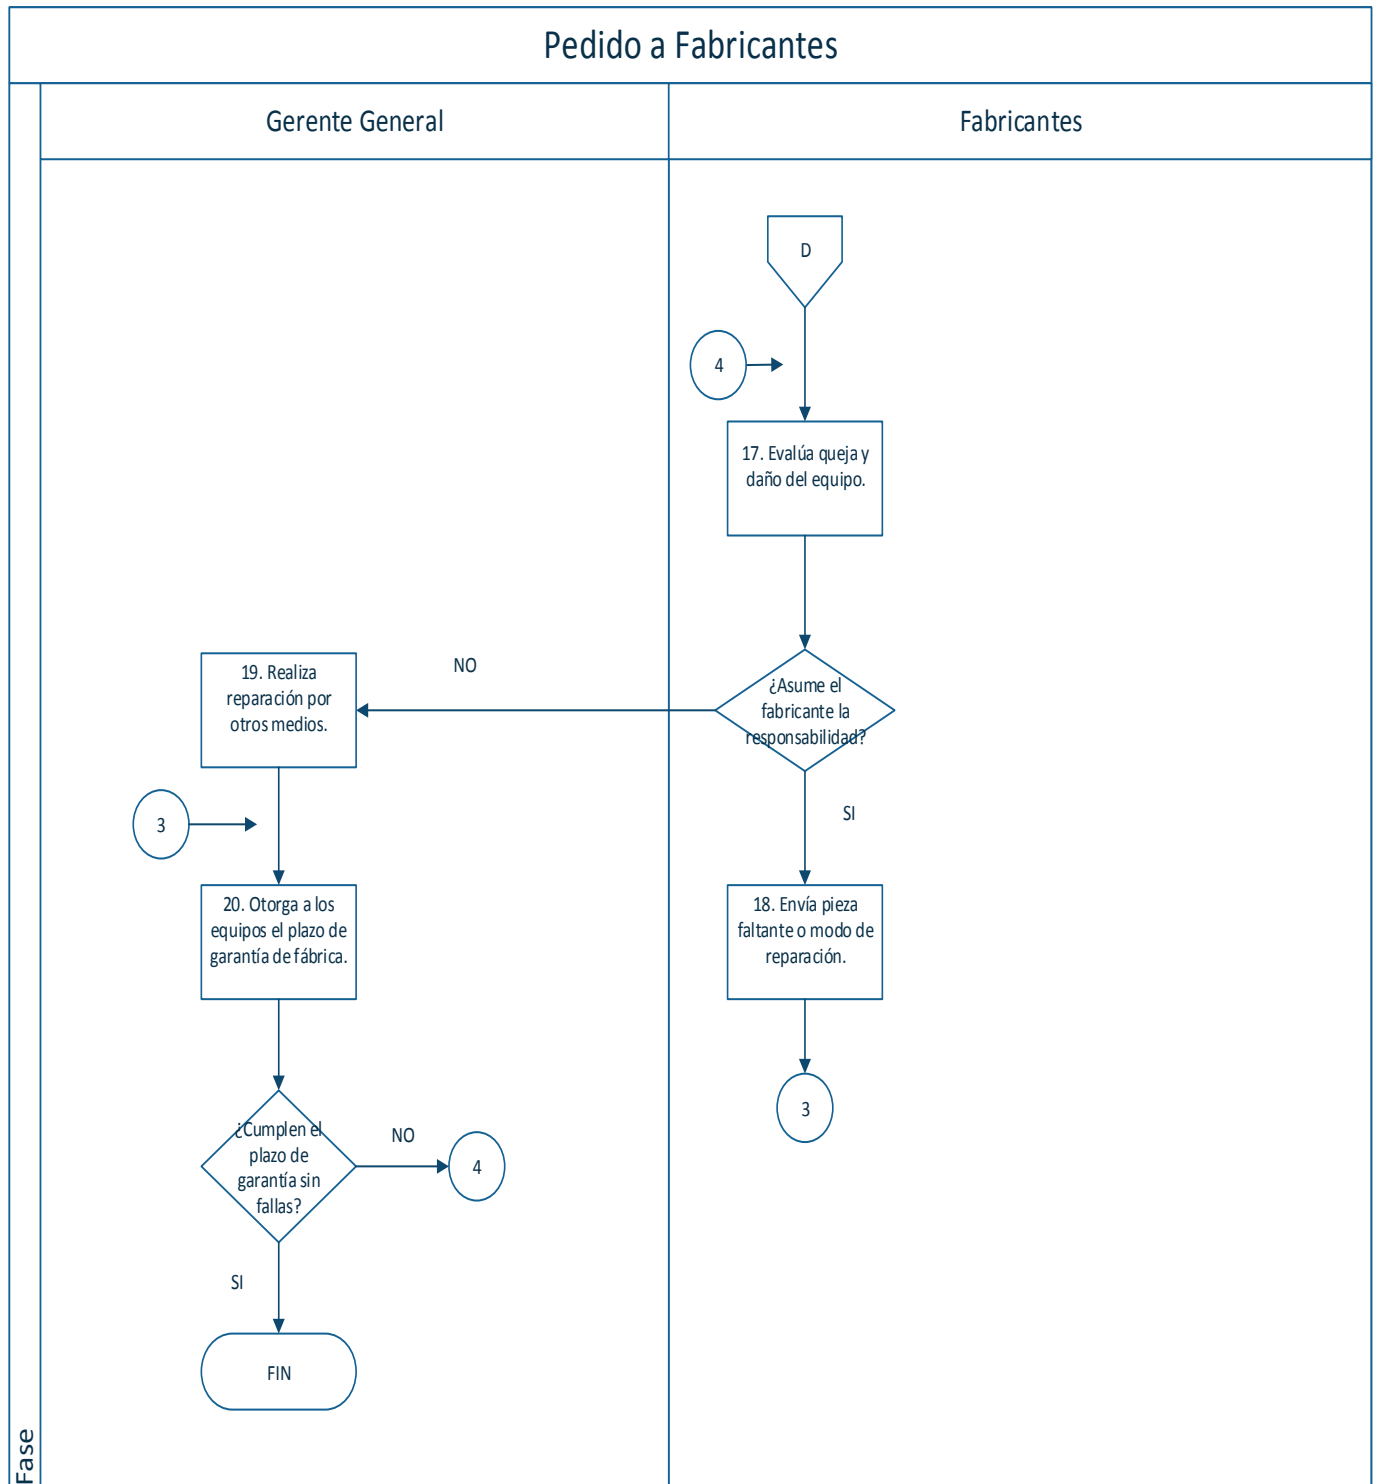 Pedido a Fabricantes
Gerente General
Fabricantes
D
4
17. Evalúa queja y
daño del equipo.
¿Asume el
fabricante la
responsabilidad?
NO
19. Realiza
reparación por
otros medios.
3
SI
20. Otorga a los
equipos el plazo de
garantía de fábrica.
18. Envía pieza
faltante o modo de
reparación.
3
¿Cumplen el
plazo de
garantía sin
fallas?
NO
4
SI
FIN
Fase